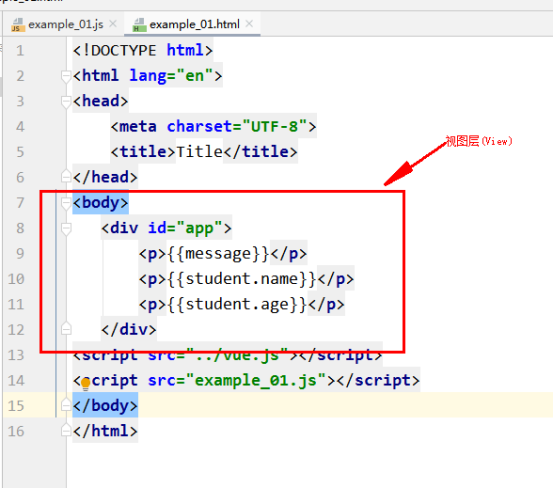 example_01.js example_01.html
1 <!DOCTYPE html>
2 <html lang="en">
3 <head>
4 <meta charset="UTF-8">
5 <title>Title</title>
视图层(View)
6 </head>
7 <body>
8 <div id="app">
9 <p>{{message}}</p>
10 <p>{{student.name}}</p>
11 <p>{{student.age}}</p>
12 </div>
13 <script src="../vue.js"></script>
14 <script src="example_01.js"></script>
15 </body>
16 </html>